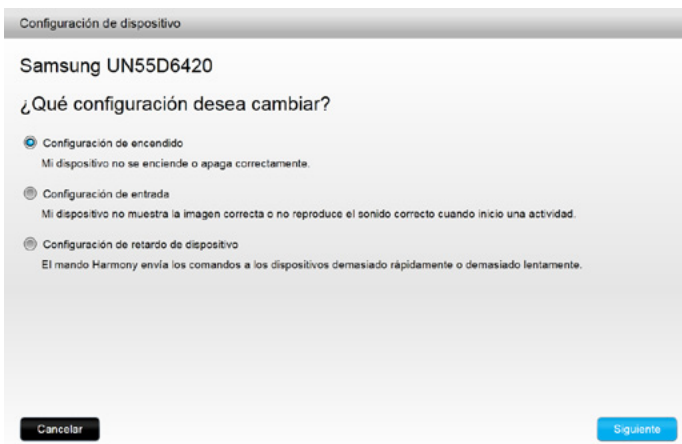 Configuración de dispositivo
Samsung UN55D6420
¿Qué configuración desea cambiar?
Configuración de encendido
Mi dispositivo no se enciende o apaga correctamente.
Configuración de entrada
Mi dispositivo no muestra la imagen correcta o no reproduce el sonido correcto cuando inicio una actividad.
Configuración de retardo de dispositivo
El mando Harmony envía los comandos a los dispositivos demasiado rápidamente o demasiado lentamente.
Cancelar
Siguiente